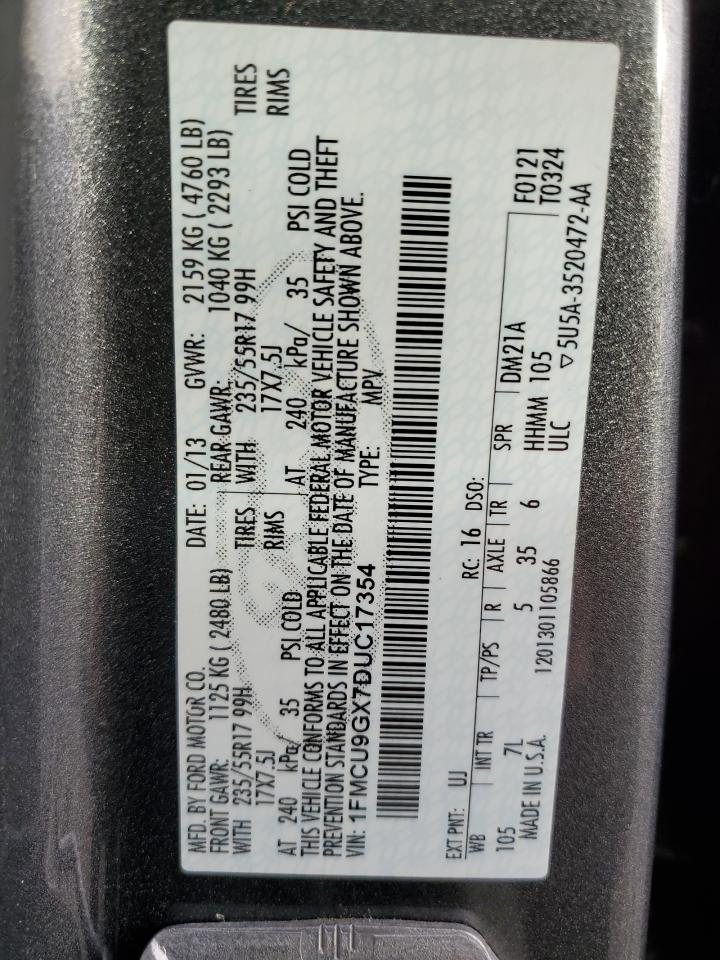 MFD. BY FORD MOTOR CO. DATE: 01/13 GVWR: 2159 KG ( 4760 LB)
FRONT GAWR: 1125 KG ( 2480 LB) REAR GAWR: 1040 KG ( 2293 LB)
WITH 235/55R17 99H TIRES WITH 235/55R17 99H TIRES
17X7.5J RIMS 17X7.5J RIMS
AT 240 kPa/ 35 PSI COLD AT 240 kPa/ 35 PSI COLD
THIS VEHICLE CONFORMS TO ALL APPLICABLE FEDERAL MOTOR VEHICLE SAFETY AND THEFT
PREVENTION STANDARDS IN EFFECT ON THE DATE OF MANUFACTURE SHOWN ABOVE.
VIN: 1FMCU9GX7DUC17354 TYPE: MPV
EXT PNT: UJ RC: 16 DSO: F0121
WB INT TR TP/PS R AXLE TR SPR DM21A T0324
105 7L 5 35 6 HHMM 105
MADE IN U.S.A. 1201301105866 ULC ▽5U5A-3520472-AA